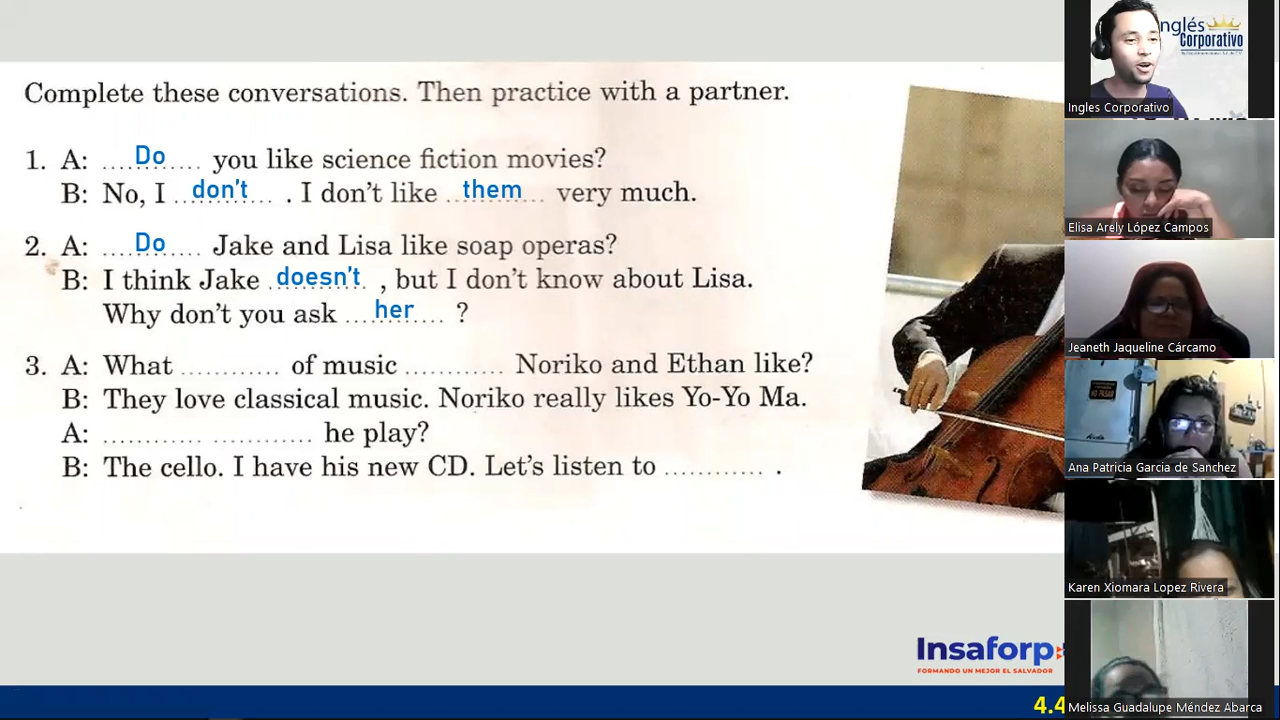 Complete these conversations. Then practice with a partner.
1. A: ....Do.... you like science fiction movies?
B: No, I ..don't.. . I don't like ..them.. very much.
2. A: ....Do.... Jake and Lisa like soap operas?
B: I think Jake .doesn't. , but I don't know about Lisa.
Why don't you ask ...her... ?
3. A: What ............ of music ............ Noriko and Ethan like?
B: They love classical music. Noriko really likes Yo-Yo Ma.
A: ............ ............ he play?
B: The cello. I have his new CD. Let's listen to ............ .
Insaforp
FORMANDO UN MEJOR EL SALVADOR
4.4
nglés
Corporativo
Ingles Corporativo
Elisa Arely López Campos
Jeaneth Jaqueline Cárcamo
NO PASAR
Ana Patricia Garcia de Sanchez
Karen Xiomara Lopez Rivera
Melissa Guadalupe Méndez Abarca